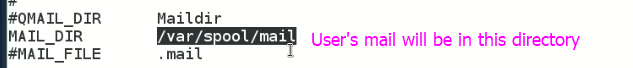 #
#QMAIL_DIR Maildir
MAIL_DIR /var/spool/mail User's mail will be in this directory
#MAIL_FILE .mail